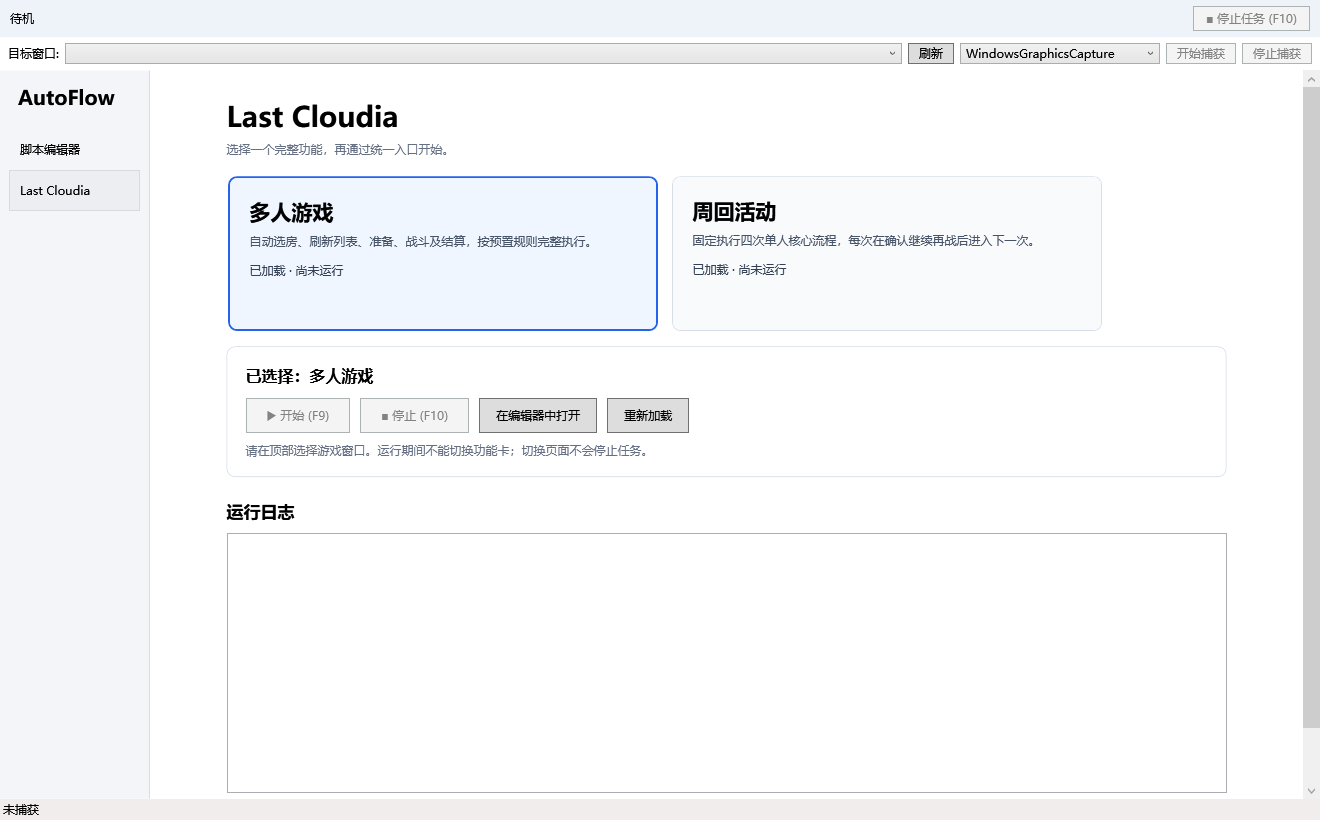 待机
■ 停止任务 (F10)
目标窗口:
刷新
WindowsGraphicsCapture
开始捕获
停止捕获
AutoFlow
脚本编辑器
Last Cloudia
Last Cloudia
选择一个完整功能，再通过统一入口开始。
多人游戏
自动选房、刷新列表、准备、战斗及结算，按预置规则完整执行。
已加载 · 尚未运行
周回活动
固定执行四次单人核心流程，每次在确认继续再战后进入下一次。
已加载 · 尚未运行
已选择：多人游戏
▶ 开始 (F9)
■ 停止 (F10)
在编辑器中打开
重新加载
请在顶部选择游戏窗口。运行期间不能切换功能卡；切换页面不会停止任务。
运行日志
未捕获